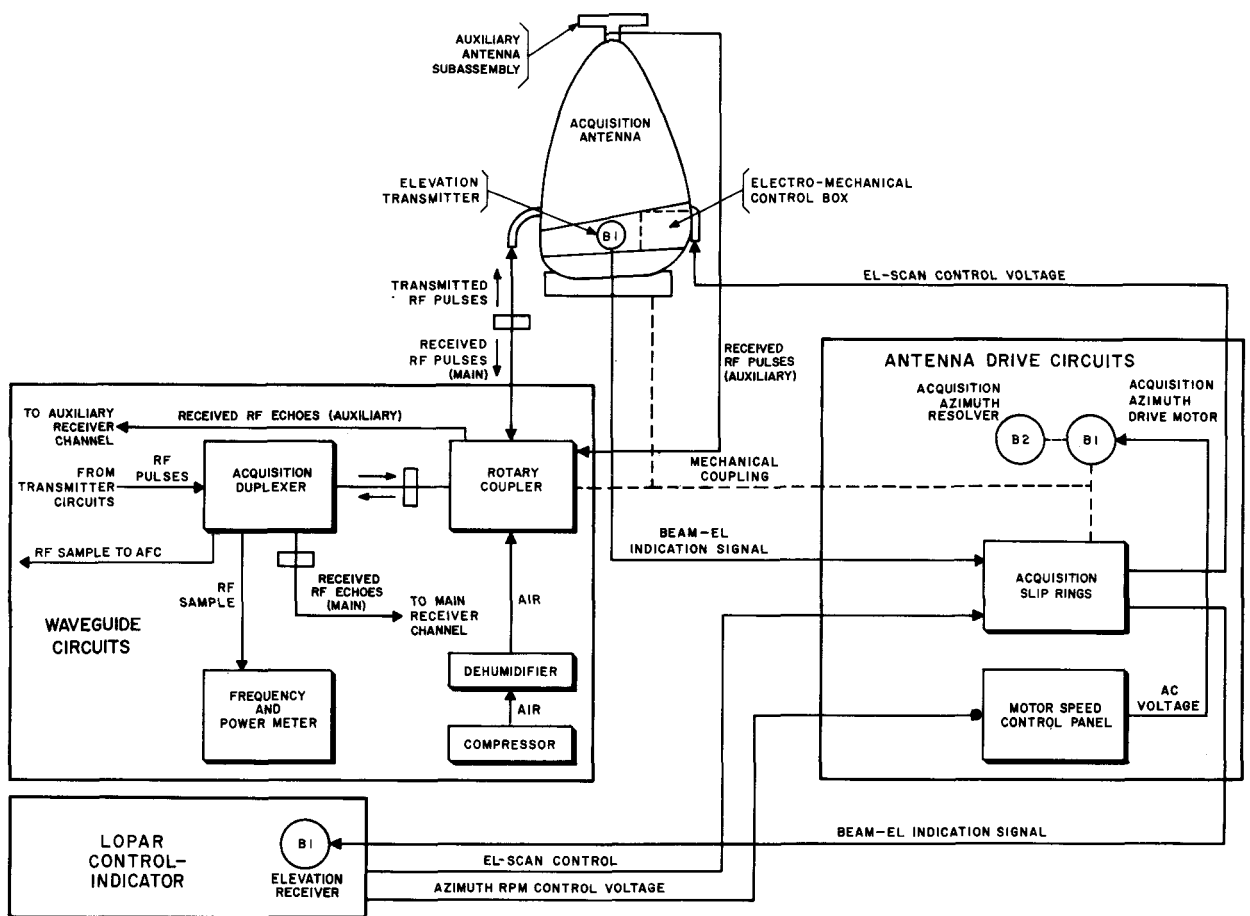 AUXILIARY
ANTENNA
SUBASSEMBLY
ACQUISITION
ANTENNA
ELEVATION
TRANSMITTER
ELECTRO-MECHANICAL
CONTROL BOX
B1
EL-SCAN CONTROL VOLTAGE
TRANSMITTED
RF PULSES
RECEIVED
RF PULSES
(MAIN)
RECEIVED
RF PULSES
(AUXILIARY)
ANTENNA DRIVE CIRCUITS
ACQUISITION
AZIMUTH
RESOLVER
ACQUISITION
AZIMUTH
DRIVE MOTOR
B2
B1
TO AUXILIARY
RECEIVER
CHANNEL
RECEIVED RF ECHOES (AUXILIARY)
FROM
TRANSMITTER
CIRCUITS
RF
PULSES
ACQUISITION
DUPLEXER
ROTARY
COUPLER
MECHANICAL
COUPLING
BEAM-EL
INDICATION SIGNAL
ACQUISITION
SLIP RINGS
RF SAMPLE TO AFC
RF
SAMPLE
RECEIVED
RF ECHOES
(MAIN)
TO MAIN
RECEIVER
CHANNEL
AIR
WAVEGUIDE
CIRCUITS
DEHUMIDIFIER
AIR
COMPRESSOR
FREQUENCY
AND
POWER METER
MOTOR SPEED
CONTROL PANEL
AC
VOLTAGE
LOPAR
CONTROL-
INDICATOR
B1
ELEVATION
RECEIVER
BEAM-EL INDICATION SIGNAL
EL-SCAN CONTROL
AZIMUTH RPM CONTROL VOLTAGE